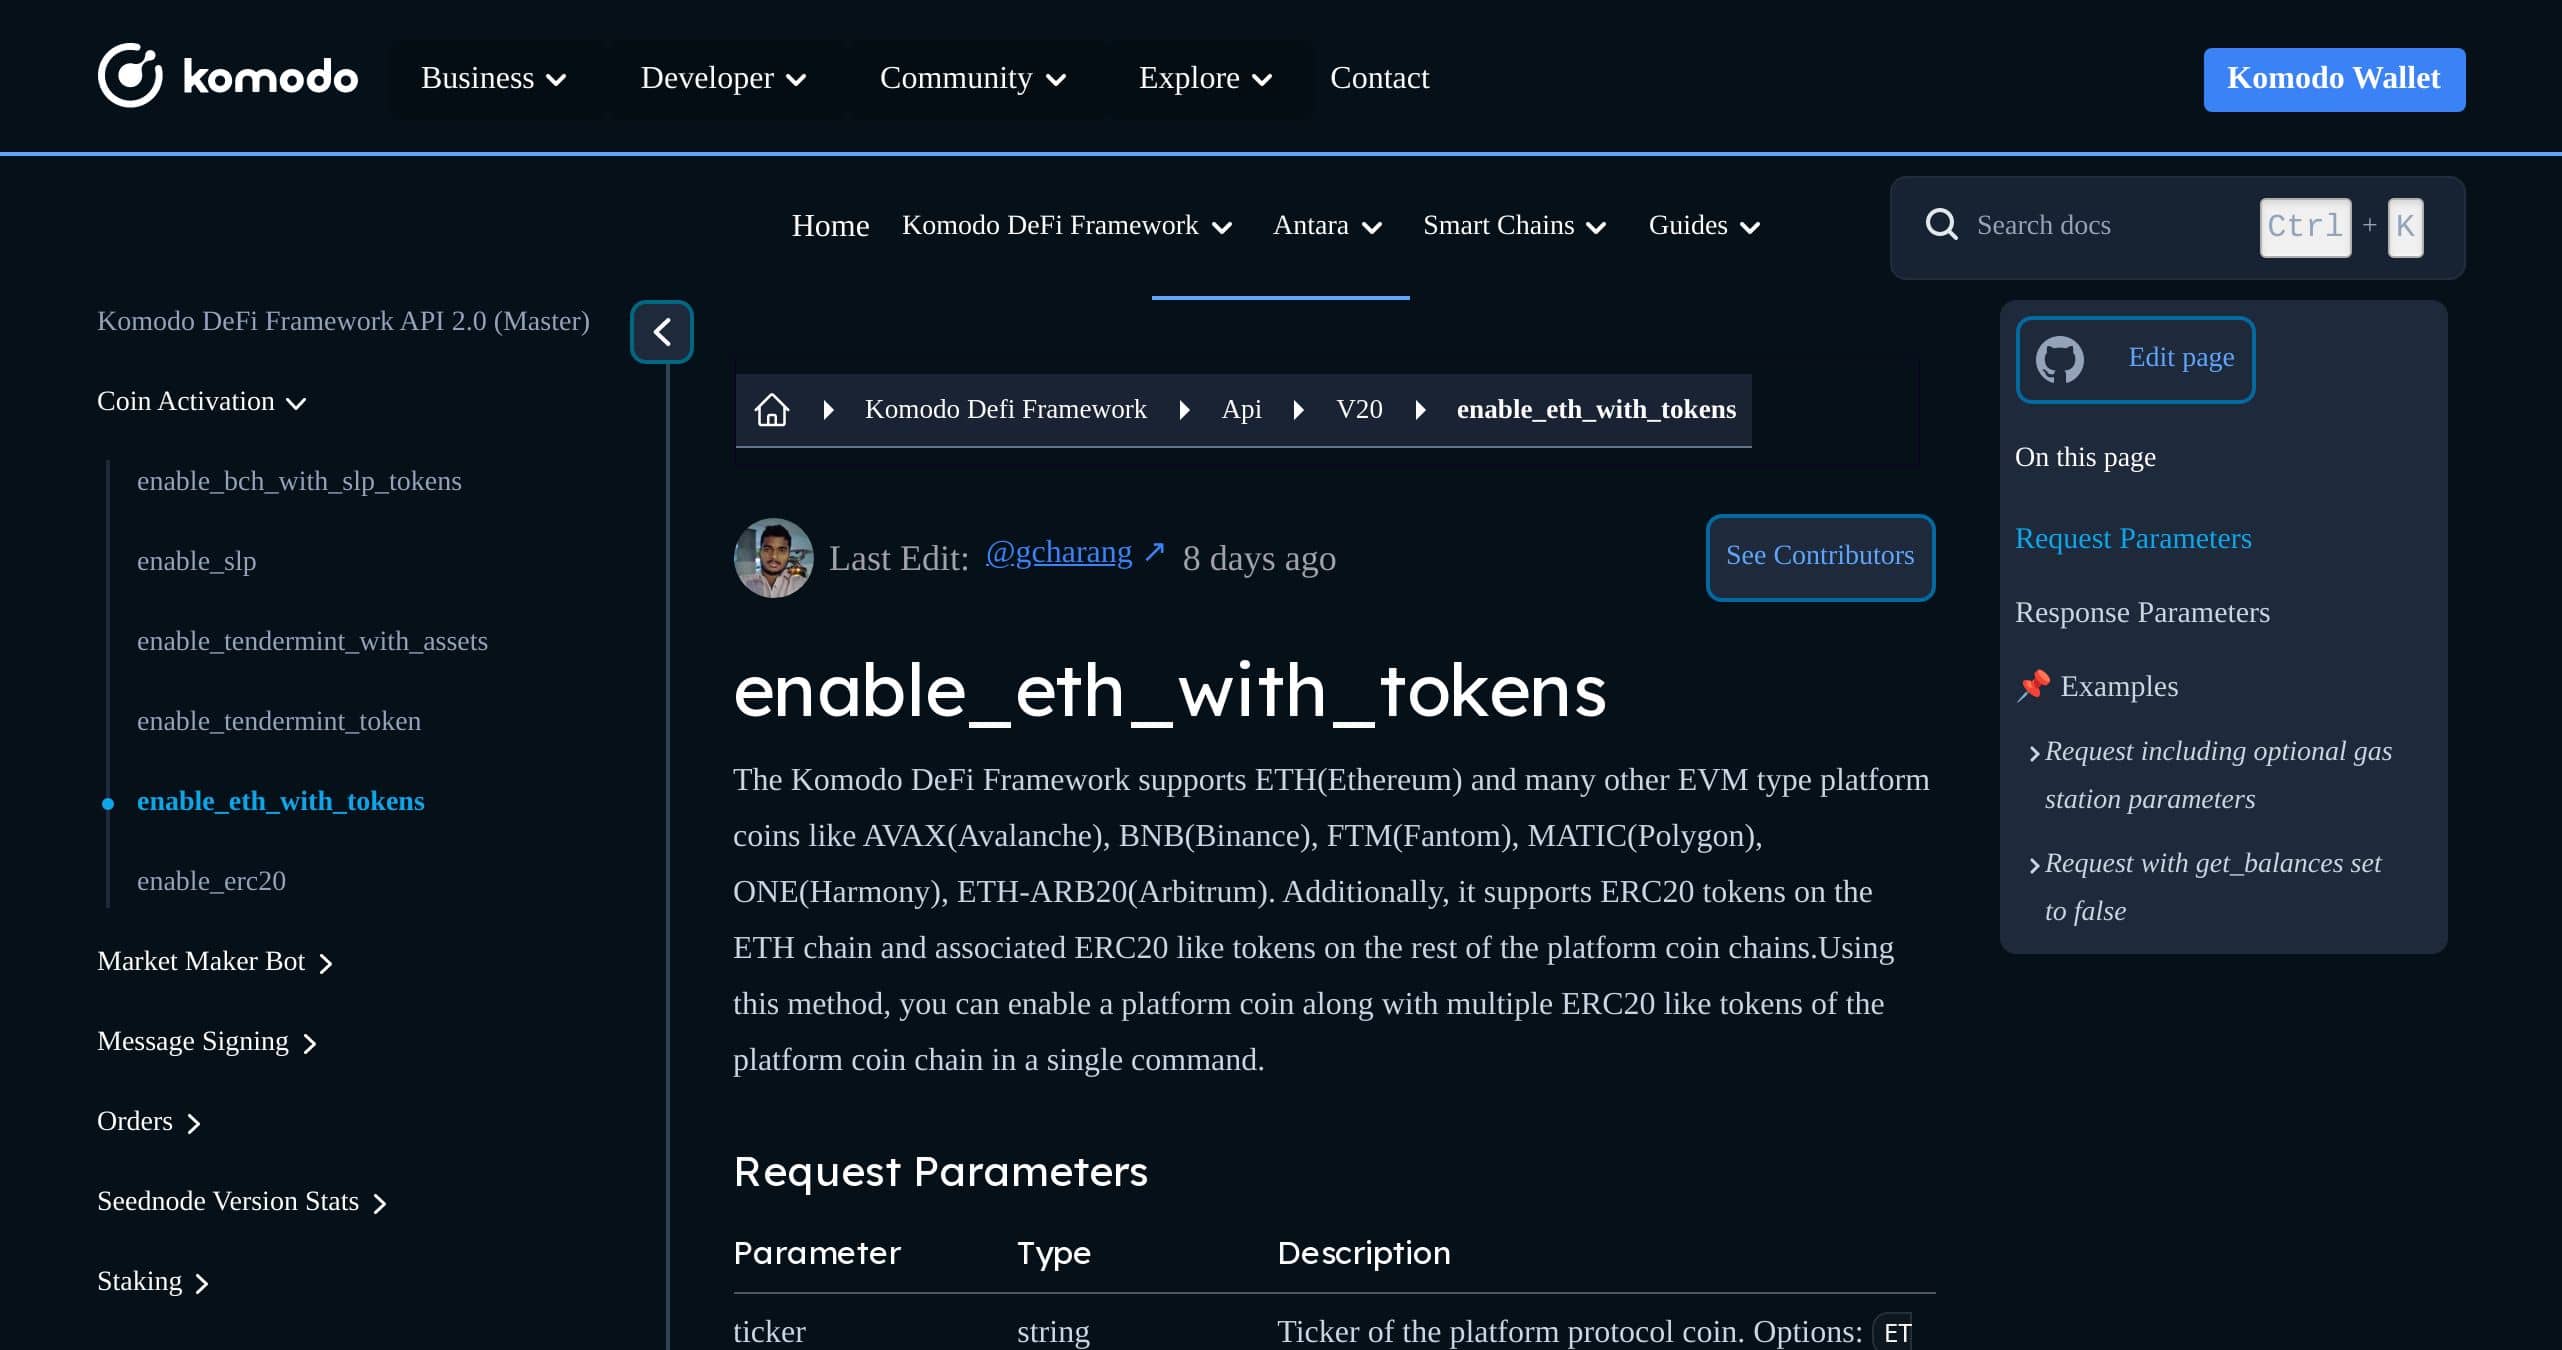 komodo
Business
Developer
Community
Explore
Contact
Komodo Wallet
Home
Komodo DeFi Framework
Antara
Smart Chains
Guides
Search docs
Ctrl + K
Komodo DeFi Framework API 2.0 (Master)
Coin Activation
enable_bch_with_slp_tokens
enable_slp
enable_tendermint_with_assets
enable_tendermint_token
enable_eth_with_tokens
enable_erc20
Market Maker Bot
Message Signing
Orders
Seednode Version Stats
Staking
Komodo Defi Framework
Api
V20
enable_eth_with_tokens
Last Edit: @gcharang ↗ 8 days ago
See Contributors
enable_eth_with_tokens
The Komodo DeFi Framework supports ETH(Ethereum) and many other EVM type platform
coins like AVAX(Avalanche), BNB(Binance), FTM(Fantom), MATIC(Polygon),
ONE(Harmony), ETH-ARB20(Arbitrum). Additionally, it supports ERC20 tokens on the
ETH chain and associated ERC20 like tokens on the rest of the platform coin chains.Using
this method, you can enable a platform coin along with multiple ERC20 like tokens of the
platform coin chain in a single command.
Request Parameters
Parameter Type Description
ticker string Ticker of the platform protocol coin. Options: ET
Edit page
On this page
Request Parameters
Response Parameters
📌 Examples
Request including optional gas
station parameters
Request with get_balances set
to false